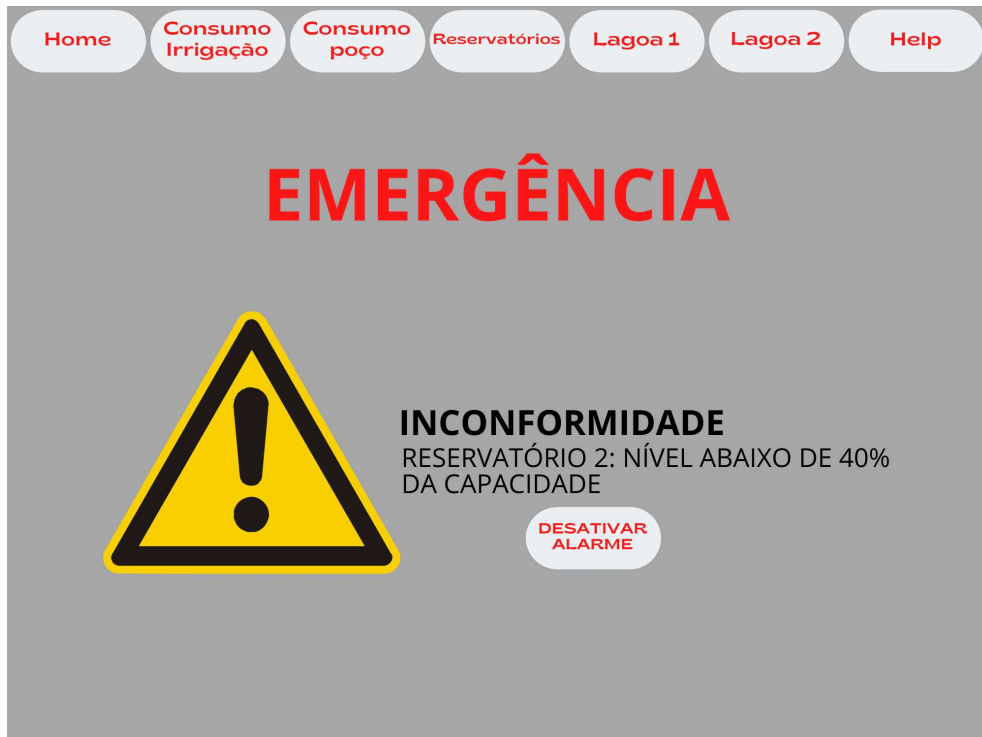 Home
Consumo
Irrigação
Consumo
poço
Reservatórios
Lagoa 1
Lagoa 2
Help
EMERGÊNCIA
INCONFORMIDADE
RESERVATÓRIO 2: NÍVEL ABAIXO DE 40%
DA CAPACIDADE
DESATIVAR
ALARME